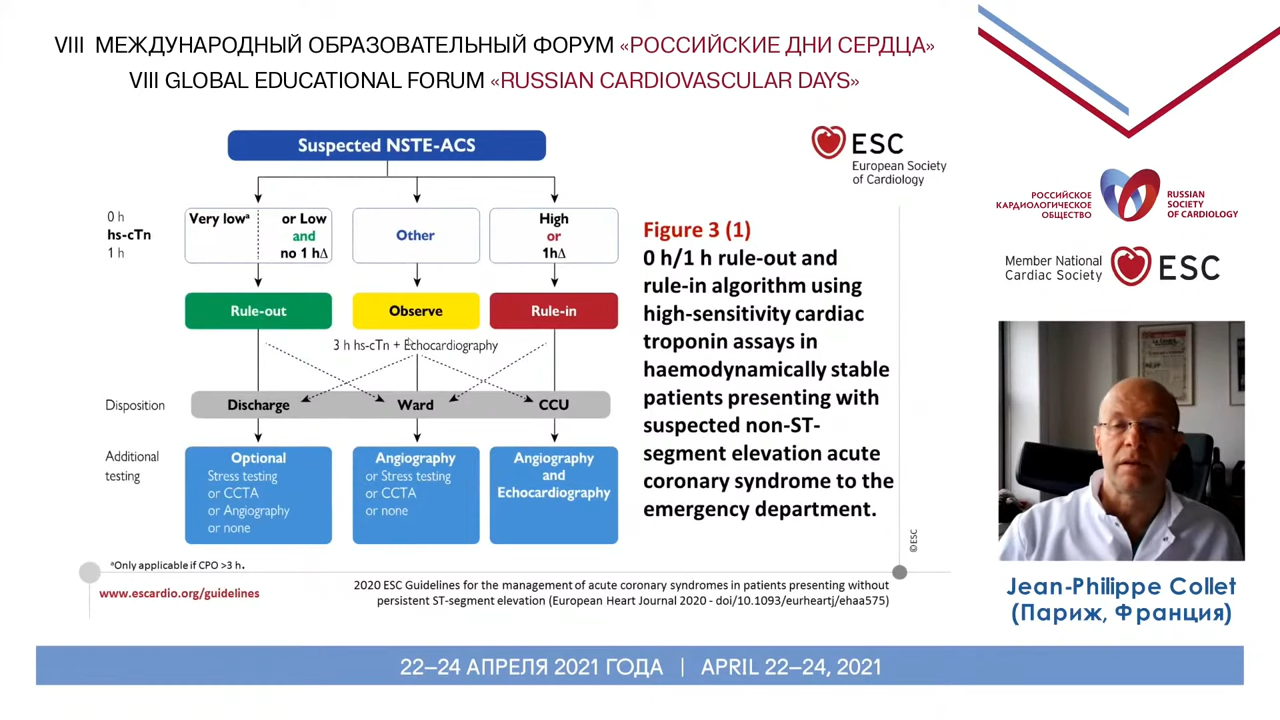 VIII МЕЖДУНАРОДНЫЙ ОБРАЗОВАТЕЛЬНЫЙ ФОРУМ «РОССИЙСКИЕ ДНИ СЕРДЦА»
VIII GLOBAL EDUCATIONAL FORUM «RUSSIAN CARDIOVASCULAR DAYS»
Suspected NSTE-ACS
0 h
hs-cTn
1 h
Very lowᵃ
or Low
and
no 1 hΔ
Other
High
or
1hΔ
Rule-out
Observe
Rule-in
3 h hs-cTn + Echocardiography
Disposition
Discharge
Ward
CCU
Additional
testing
Optional
Stress testing
or CCTA
or Angiography
or none
Angiography
or Stress testing
or CCTA
or none
Angiography
and
Echocardiography
ᵃOnly applicable if CPO >3 h.
www.escardio.org/guidelines
ESC
European Society
of Cardiology
Figure 3 (1)
0 h/1 h rule-out and
rule-in algorithm using
high-sensitivity cardiac
troponin assays in
haemodynamically stable
patients presenting with
suspected non-ST-
segment elevation acute
coronary syndrome to the
emergency department.
©ESC
2020 ESC Guidelines for the management of acute coronary syndromes in patients presenting without
persistent ST-segment elevation (European Heart Journal 2020 - doi/10.1093/eurheartj/ehaa575)
РОССИЙСКОЕ
КАРДИОЛОГИЧЕСКОЕ
ОБЩЕСТВО
RUSSIAN
SOCIETY
OF CARDIOLOGY
Member National
Cardiac Society
ESC
Jean-Philippe Collet
(Париж, Франция)
22–24 АПРЕЛЯ 2021 ГОДА | APRIL 22–24, 2021